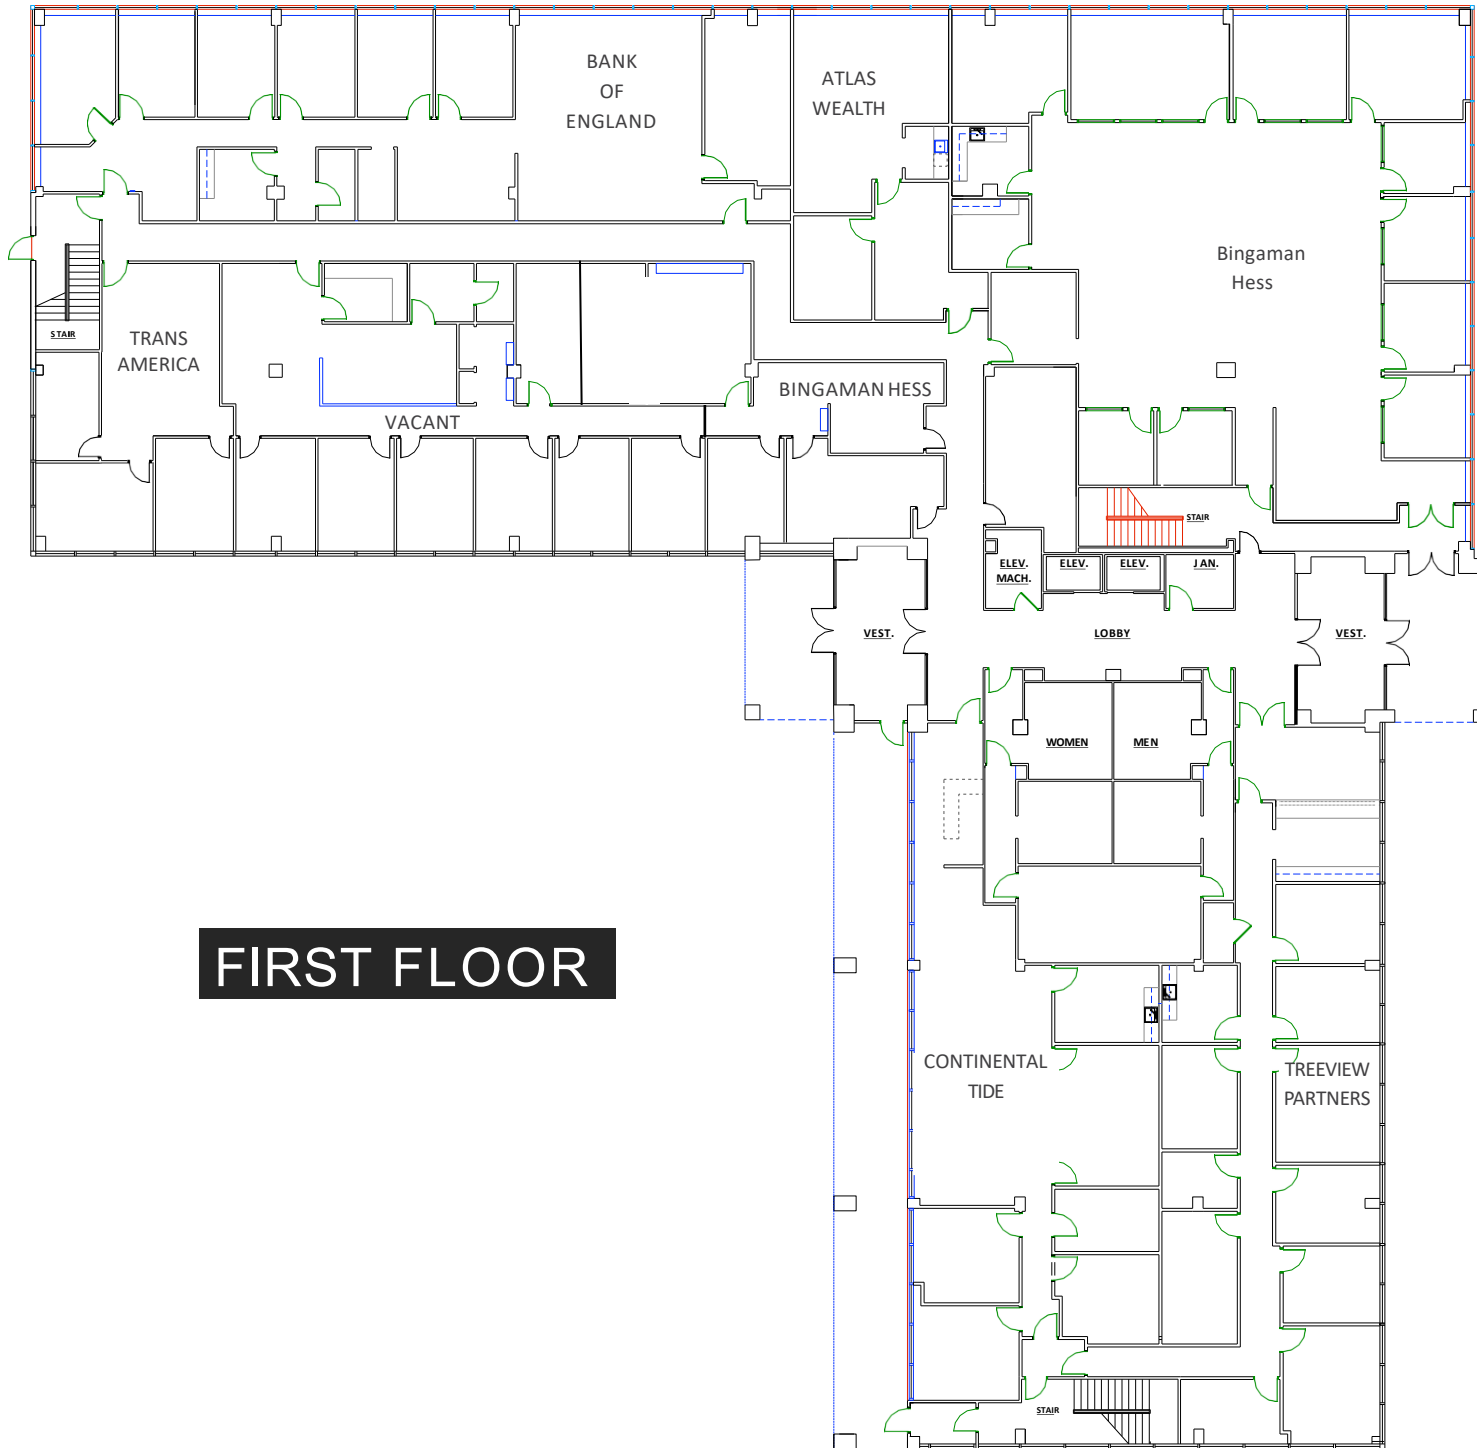 BANK
OF
ENGLAND
ATLAS
WEALTH
Bingaman
Hess
STAIR
TRANS
AMERICA
BINGAMAN HESS
VACANT
STAIR
ELEV.
MACH.
ELEV.
ELEV.
JAN.
VEST.
LOBBY
VEST.
WOMEN
MEN
FIRST FLOOR
CONTINENTAL
TIDE
TREEVIEW
PARTNERS
STAIR